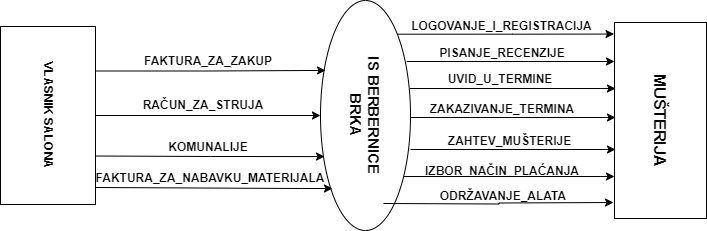 VLASNIK SALONA
FAKTURA_ZA_ZAKUP
RAČUN_ZA_STRUJA
KOMUNALIJE
FAKTURA_ZA_NABAVKU_MATERIJALA
IS BERBERNICE
BRKA
LOGOVANJE_I_REGISTRACIJA
PISANJE_RECENZIJE
UVID_U_TERMINE
ZAKAZIVANJE_TERMINA
ZAHTEV_MUŠTERIJE
IZBOR_NAČIN_PLAĆANJA
ODRŽAVANJE_ALATA
MUŠTERIJA